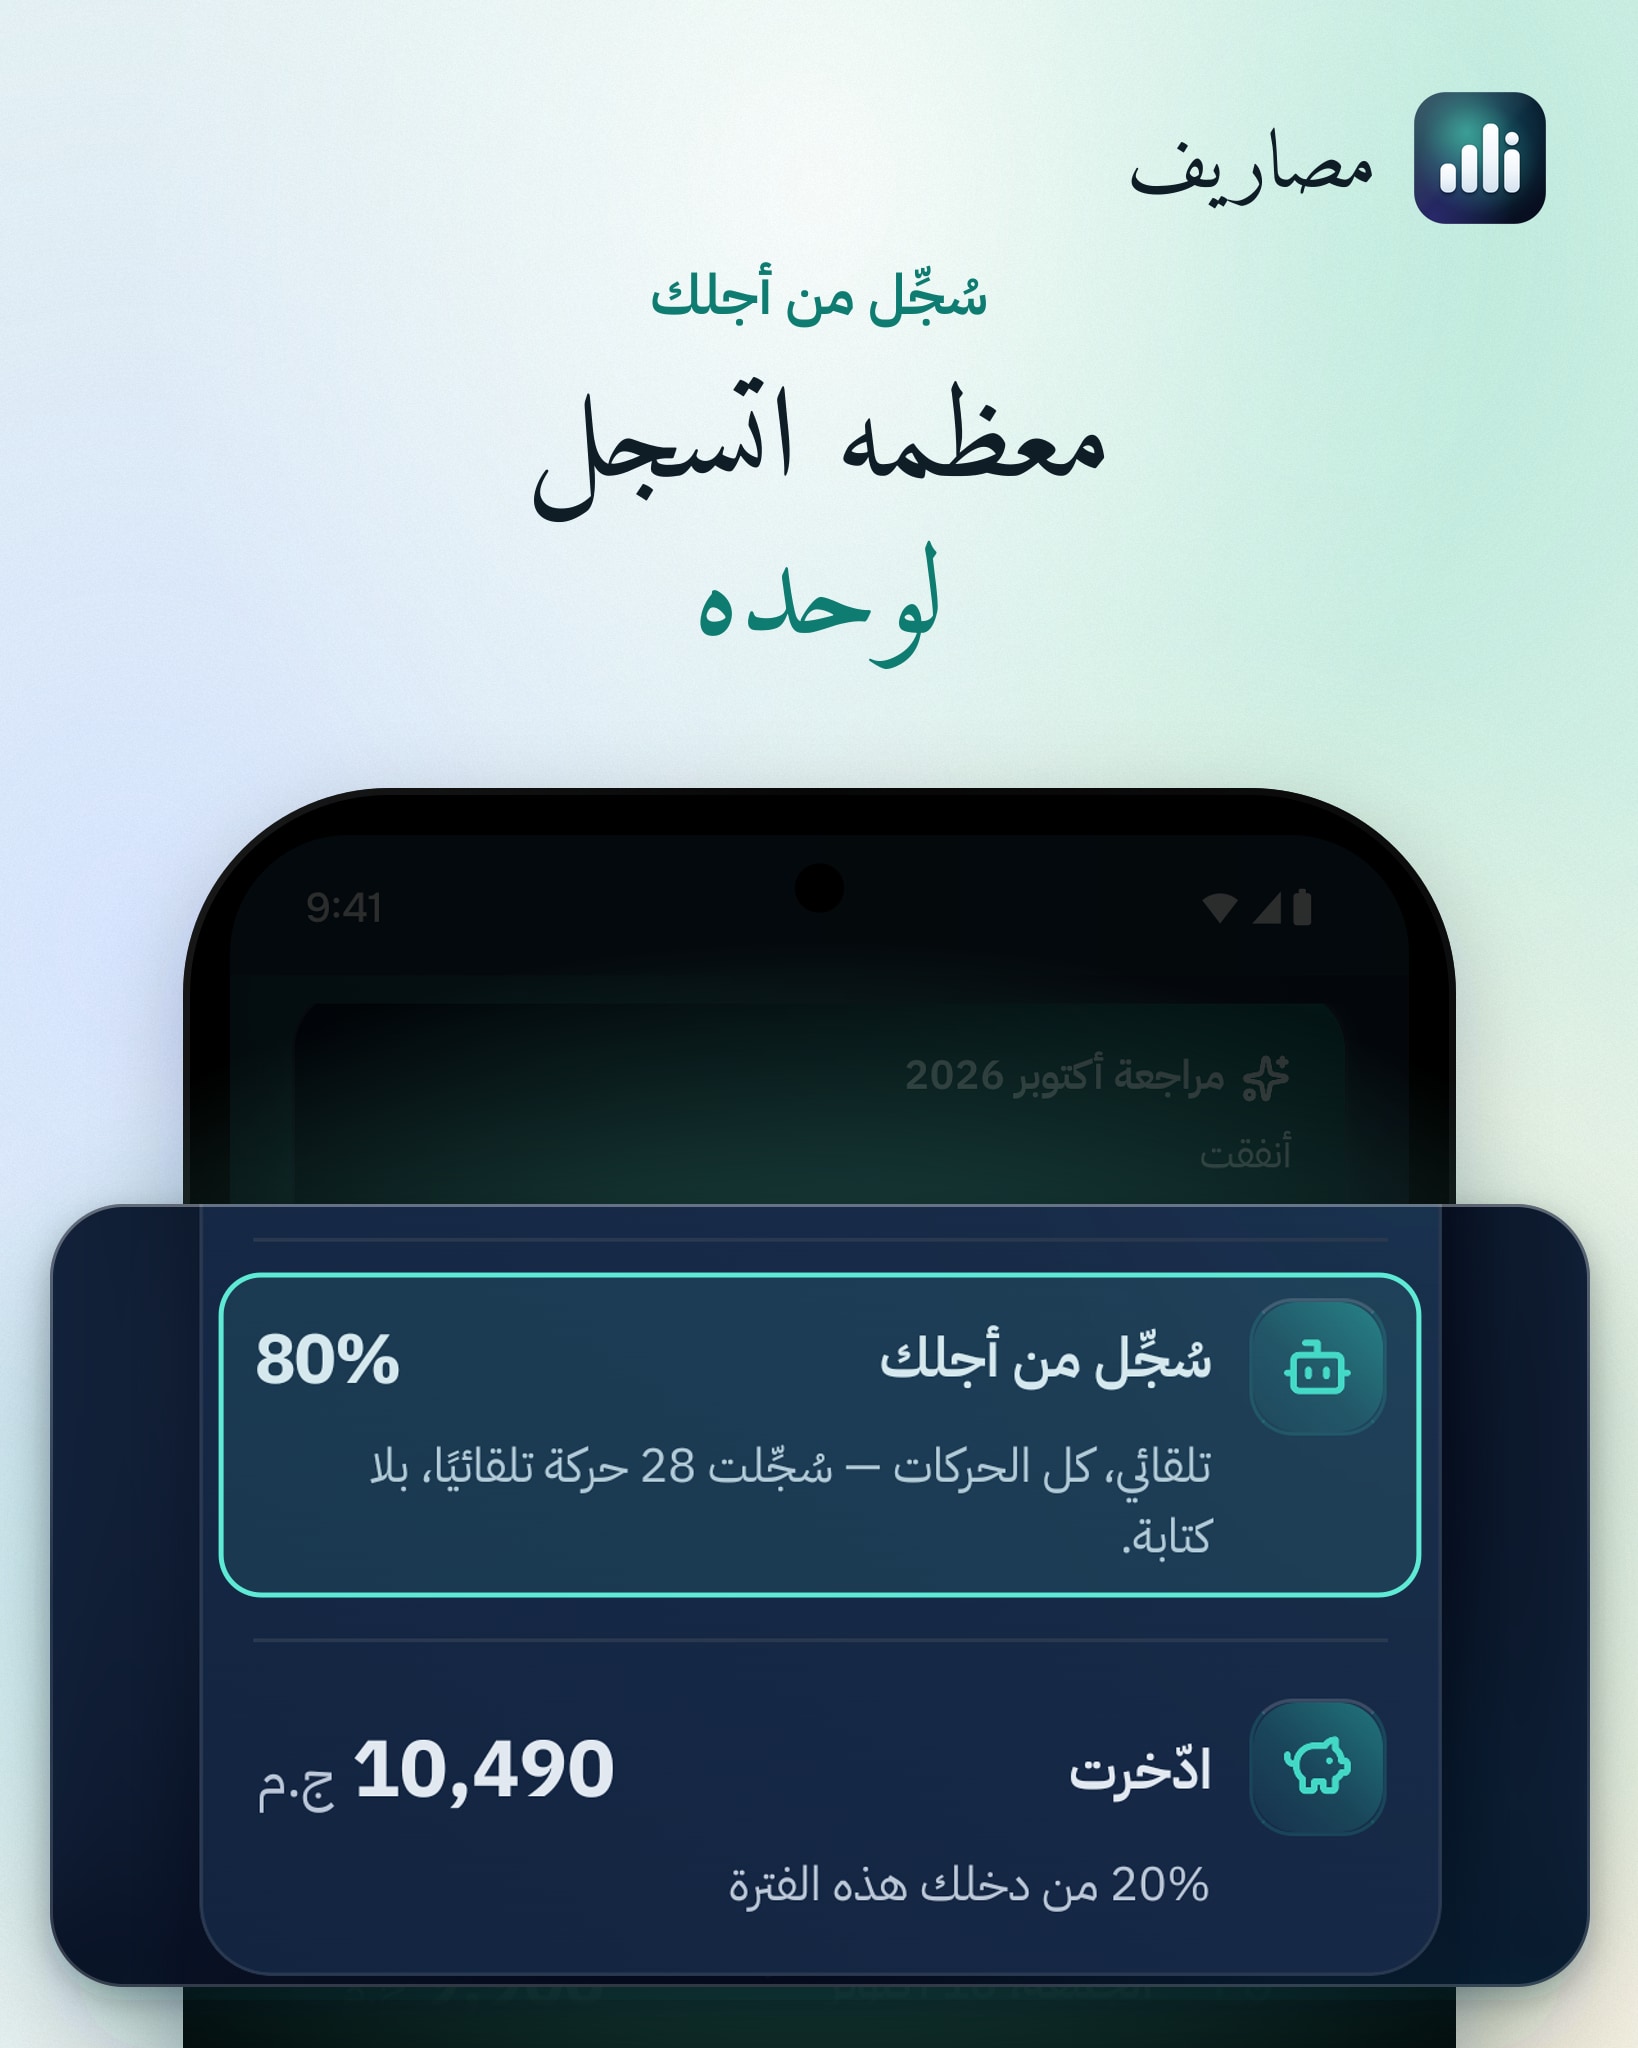 مصاريف
سُجِّل من أجلك
معظمه اتسجل
لوحده
9:41
مراجعة أكتوبر 2026
أنفقت
سُجِّل من أجلك 80%
تلقائي، كل الحركات — سُجِّلت 28 حركة تلقائيًا، بلا
كتابة.
ادّخرت 10,490 ج.م
20% من دخلك هذه الفترة